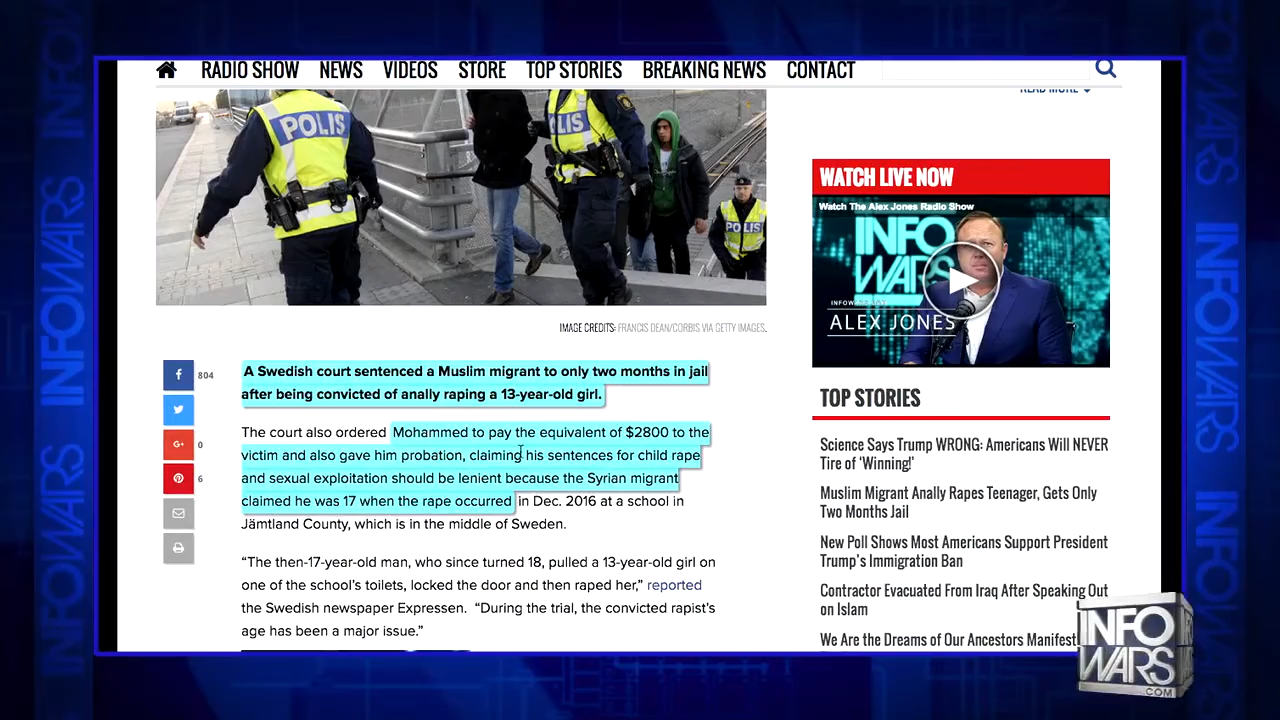 RADIO SHOW NEWS VIDEOS STORE TOP STORIES BREAKING NEWS CONTACT
READ MORE
POLIS
POLIS
POLIS
IMAGE CREDITS: FRANCIS DEAN/CORBIS VIA GETTY IMAGES.
804
0
6
A Swedish court sentenced a Muslim migrant to only two months in jail
after being convicted of anally raping a 13-year-old girl.
The court also ordered Mohammed to pay the equivalent of $2800 to the
victim and also gave him probation, claiming his sentences for child rape
and sexual exploitation should be lenient because the Syrian migrant
claimed he was 17 when the rape occurred in Dec. 2016 at a school in
Jämtland County, which is in the middle of Sweden.
“The then-17-year-old man, who since turned 18, pulled a 13-year-old girl on
one of the school’s toilets, locked the door and then raped her,” reported
the Swedish newspaper Expressen. “During the trial, the convicted rapist’s
age has been a major issue.”
WATCH LIVE NOW
Watch The Alex Jones Radio Show
INFO
WARS
ALEX JONES
TOP STORIES
Science Says Trump WRONG: Americans Will NEVER
Tire of ‘Winning!’
Muslim Migrant Anally Rapes Teenager, Gets Only
Two Months Jail
New Poll Shows Most Americans Support President
Trump’s Immigration Ban
Contractor Evacuated From Iraq After Speaking Out
on Islam
We Are the Dreams of Our Ancestors Manifest
INFO
WARS
.COM
INFOWARS
INFOWARS
INFOWARS
INFOWARS